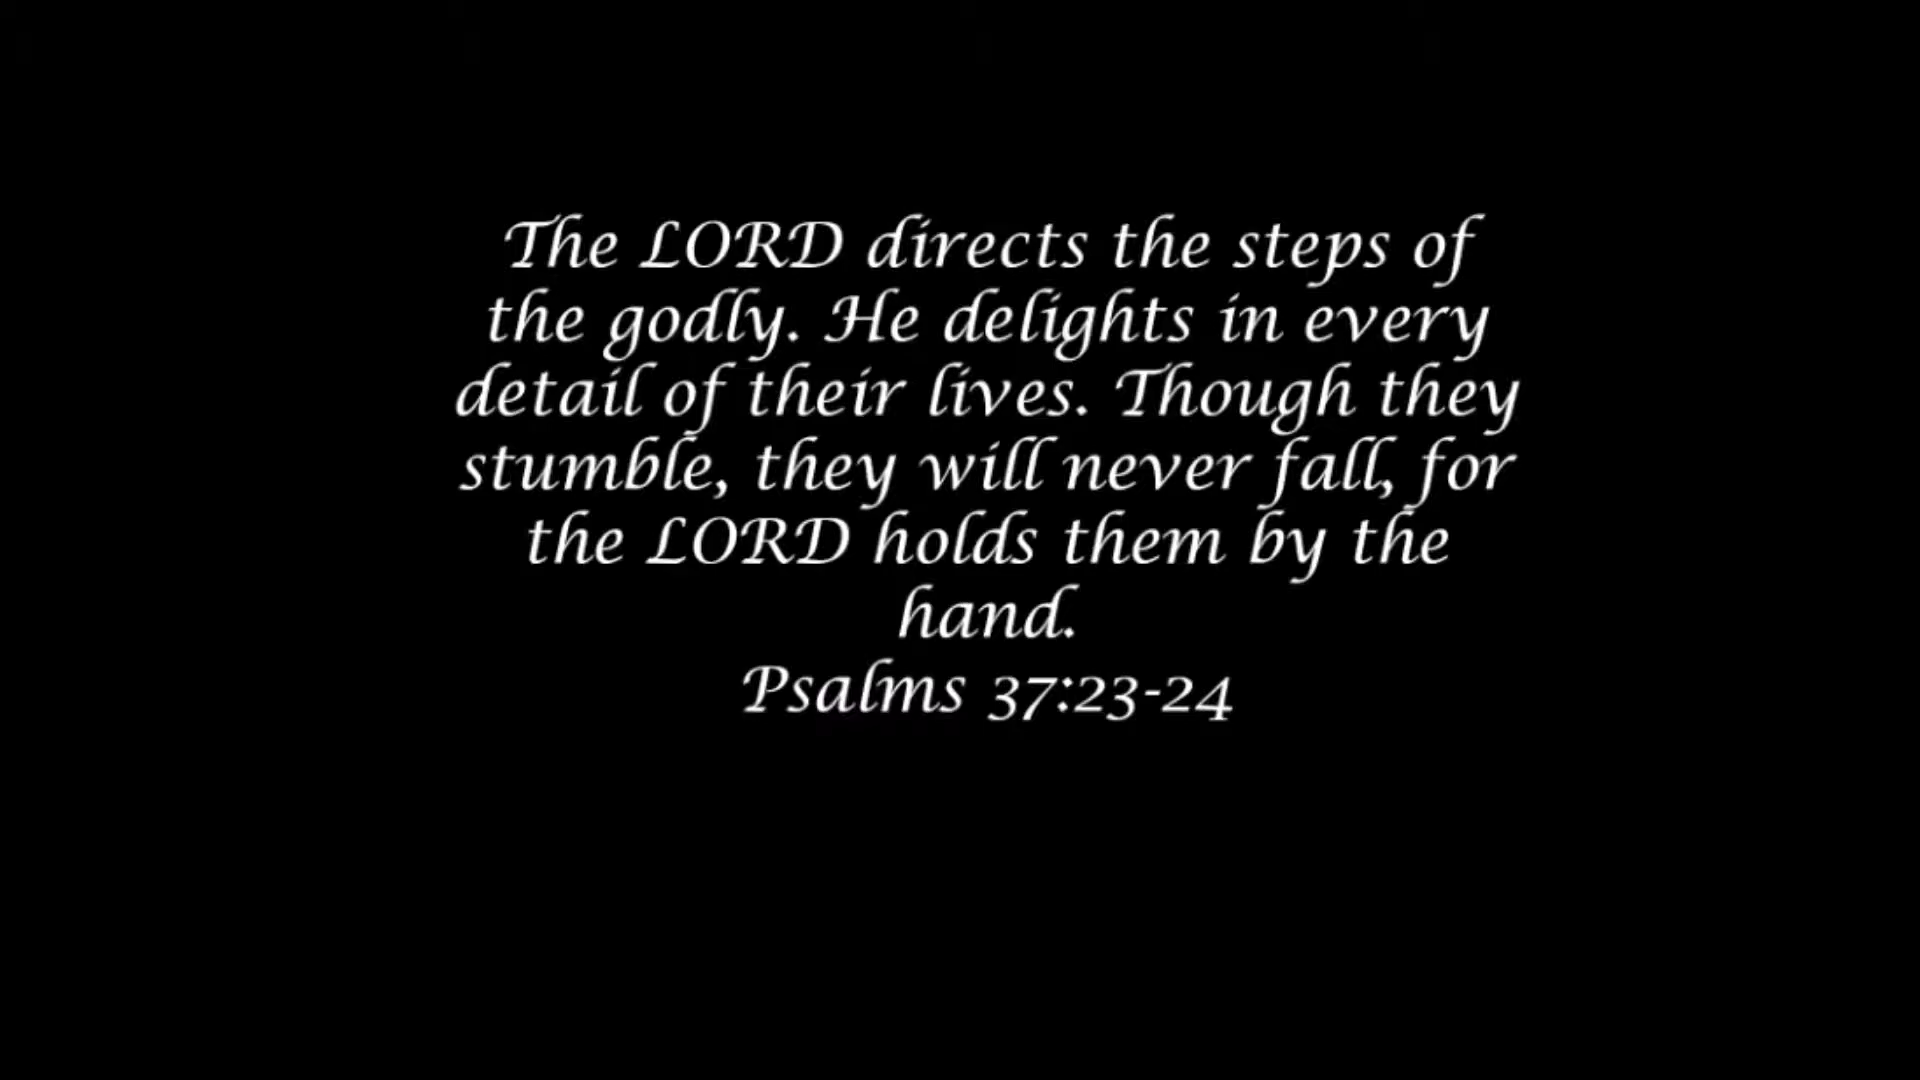 The LORD directs the steps of
the godly. He delights in every
detail of their lives. Though they
stumble, they will never fall, for
the LORD holds them by the
hand.
Psalms 37:23-24